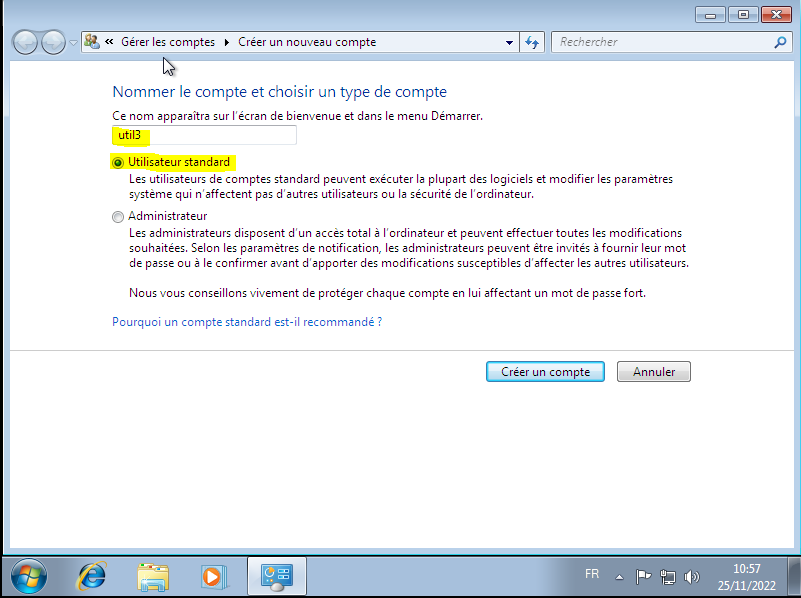 « Gérer les comptes Créer un nouveau compte Rechercher
Nommer le compte et choisir un type de compte
Ce nom apparaîtra sur l'écran de bienvenue et dans le menu Démarrer.
util3
Utilisateur standard
Les utilisateurs de comptes standard peuvent exécuter la plupart des logiciels et modifier les paramètres
système qui n'affectent pas d'autres utilisateurs ou la sécurité de l'ordinateur.
Administrateur
Les administrateurs disposent d'un accès total à l'ordinateur et peuvent effectuer toutes les modifications
souhaitées. Selon les paramètres de notification, les administrateurs peuvent être invités à fournir leur mot
de passe ou à le confirmer avant d'apporter des modifications susceptibles d'affecter les autres utilisateurs.
Nous vous conseillons vivement de protéger chaque compte en lui affectant un mot de passe fort.
Pourquoi un compte standard est-il recommandé ?
Créer un compte Annuler
FR 10:57
25/11/2022